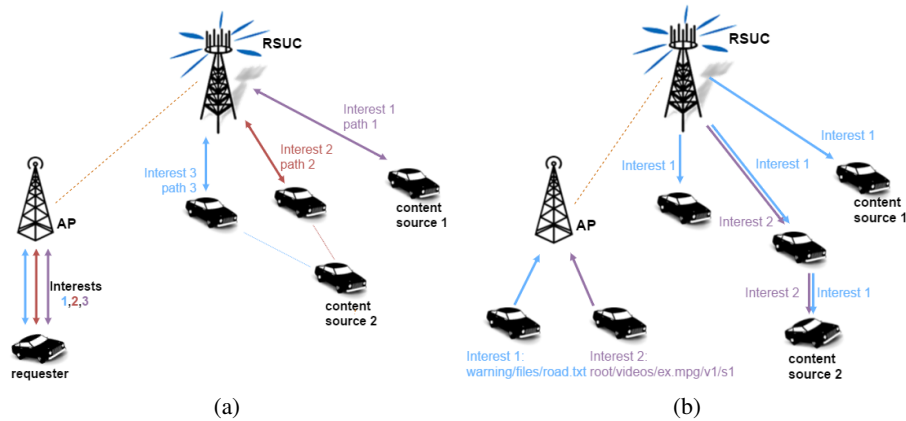 RSUC
Interest 1
path 1
Interest 2
path 2
Interest 3
path 3
AP
content
source 1
Interests
1,2,3
content
source 2
requester
(a)
RSUC
Interest 1
Interest 1
Interest 1
Interest 2
content
source 1
AP
Interest 2
Interest 1
Interest 1:
warning/files/road.txt
Interest 2:
root/videos/ex.mpg/v1/s1
content
source 2
(b)